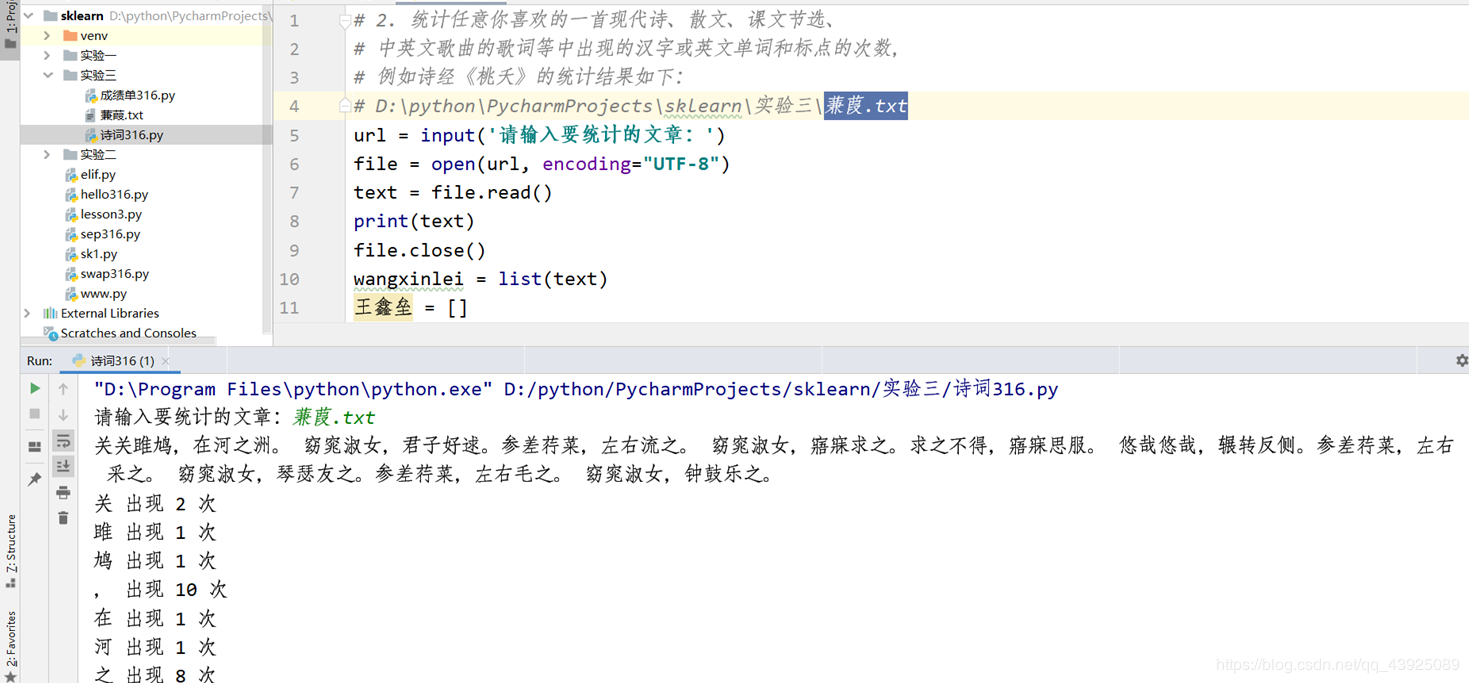 1: Proj
sklearn D:\python\PycharmProjects\
venv
实验一
实验三
成绩单316.py
蒹葭.txt
诗词316.py
实验二
elif.py
hello316.py
lesson3.py
sep316.py
sk1.py
swap316.py
www.py
External Libraries
Scratches and Consoles
1 # 2. 统计任意你喜欢的一首现代诗、散文、课文节选、
2 # 中英文歌曲的歌词等中出现的汉字或英文单词和标点的次数,
3 # 例如诗经《桃夭》的统计结果如下:
4 # D:\python\PycharmProjects\sklearn\实验三\蒹葭.txt
5 url = input('请输入要统计的文章: ')
6 file = open(url, encoding="UTF-8")
7 text = file.read()
8 print(text)
9 file.close()
10 wangxinlei = list(text)
11 王鑫垒 = []
Run: 诗词316 (1)
"D:\Program Files\python\python.exe" D:/python/PycharmProjects/sklearn/实验三/诗词316.py
请输入要统计的文章: 蒹葭.txt
关关雎鸠,在河之洲。 窈窕淑女,君子好逑。参差荇菜,左右流之。 窈窕淑女,寤寐求之。求之不得,寤寐思服。 悠哉悠哉,辗转反侧。参差荇菜,左右
采之。 窈窕淑女,琴瑟友之。参差荇菜,左右毛之。 窈窕淑女,钟鼓乐之。
关 出现 2 次
雎 出现 1 次
鸠 出现 1 次
, 出现 10 次
在 出现 1 次
河 出现 1 次
之 出现 8 次
Z: Structure
2: Favorites
https://blog.csdn.net/qq_43925089